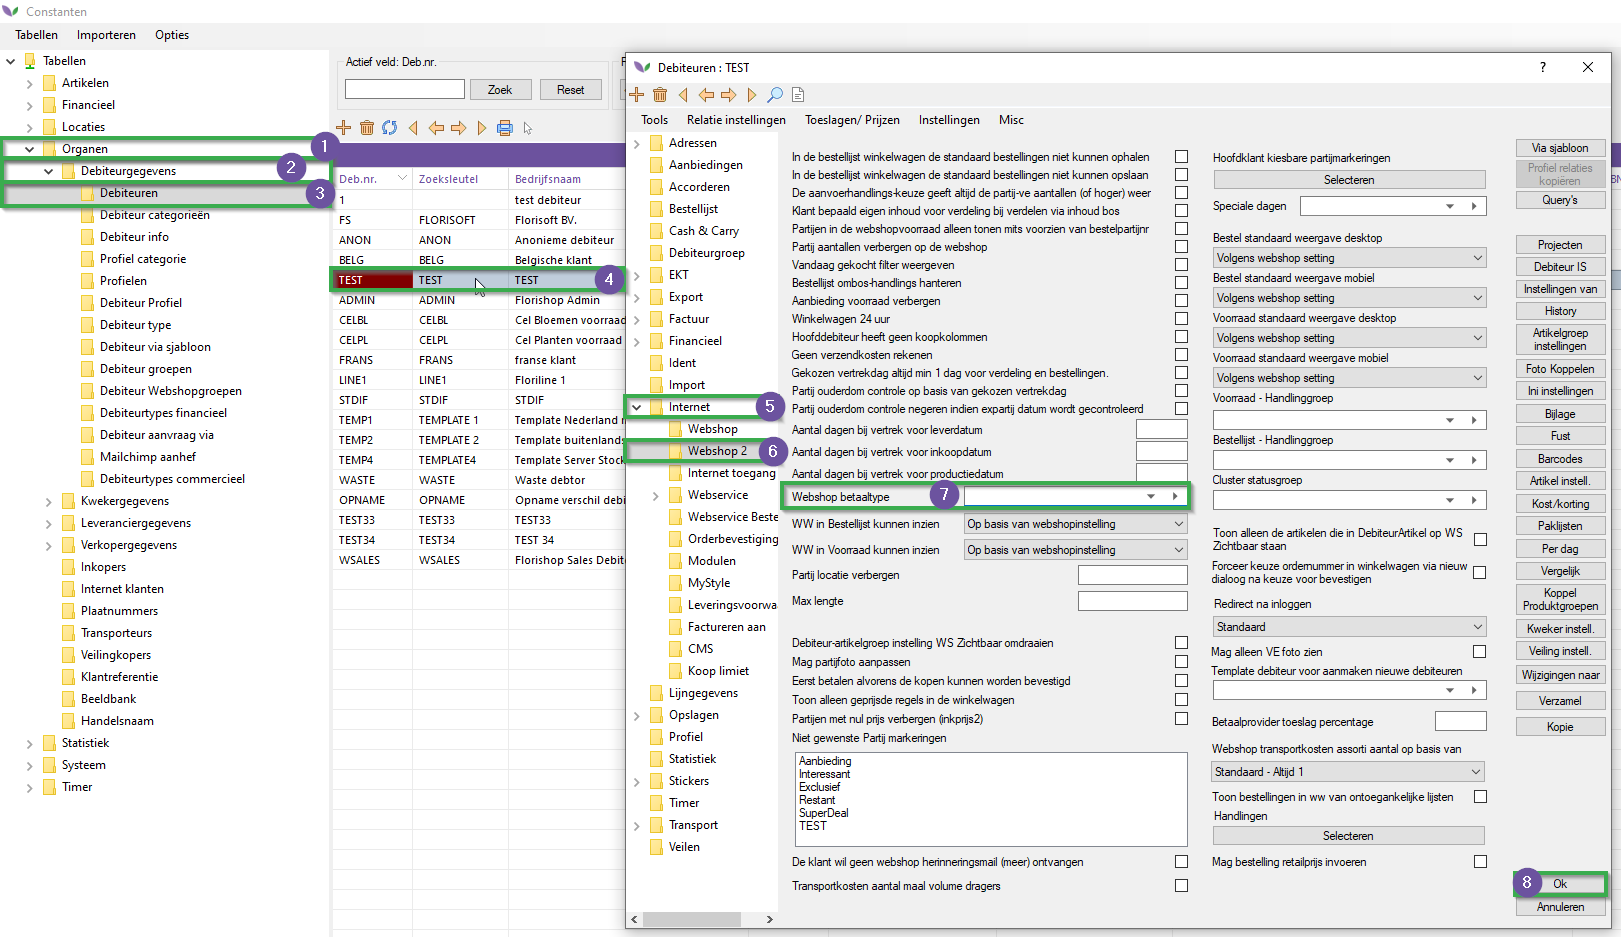 Constanten
Tabellen Importeren Opties
Tabellen
Artikelen
Financieel
Locaties
Organen
1
Debiteurgegevens
2
Debiteuren
3
Debiteur categorieën
Debiteur info
Profiel categorie
Profielen
Debiteur Profiel
Debiteur type
Debiteur via sjabloon
Debiteur groepen
Debiteur Webshopgroepen
Debiteurtypes financieel
Debiteur aanvraag via
Mailchimp aanhef
Debiteurtypes commercieel
Kwekergegevens
Leveranciergegevens
Verkopergegevens
Inkopers
Internet klanten
Plaatnummers
Transporteurs
Veilingkopers
Klantreferentie
Beeldbank
Handelsnaam
Statistiek
Systeem
Timer
Actief veld: Deb.nr.
Zoek Reset
Deb.nr. Zoeksleutel Bedrijfsnaam
1 test debiteur
FS FLORISOFT Florisoft BV.
ANON ANON Anonieme debiteur
BELG BELG Belgische klant
TEST TEST TEST 4
ADMIN ADMIN Florishop Admin
CELBL CELBL Cel Bloemen voorraad
CELPL CELPL Cel Planten voorraad
FRANS FRANS franse klant
LINE1 LINE1 Floriline 1
STDIF STDIF STDIF
TEMP1 TEMPLATE 1 Template Nederland
TEMP2 TEMPLATE 2 Template buitenlands
TEMP4 TEMPLATE4 Template Server Stock
WASTE WASTE Waste debtor
OPNAME OPNAME Opname verschil debi
TEST33 TEST33 TEST33
TEST34 TEST34 TEST 34
WSALES WSALES Florishop Sales Debite
Debiteuren : TEST ?
Tools Relatie instellingen Toeslagen/ Prijzen Instellingen Misc
Adressen
Aanbiedingen
Accorderen
Bestellijst
Cash & Carry
Debiteurgroep
EKT
Export
Factuur
Financieel
Ident
Import
Internet 5
Webshop
Webshop 2 6
Internet toegang
Webservice
Webservice Beste
Orderbevestiging
Modulen
MyStyle
Leveringsvoorwa
Factureren aan
CMS
Koop limiet
Lijngegevens
Opslagen
Profiel
Statistiek
Stickers
Timer
Transport
Veilen
In de bestellijst winkelwagen de standaard bestellingen niet kunnen ophalen
In de bestellijst winkelwagen de standaard bestellingen niet kunnen opslaan
De aanvoerhandlings-keuze geeft altijd de partij-ve aantallen (of hoger) weer
Klant bepaald eigen inhoud voor verdeling bij verdelen via inhoud bos
Partijen in de webshopvoorraad alleen tonen mits voorzien van bestelpartijnr
Partij aantallen verbergen op de webshop
Vandaag gekocht filter weergeven
Bestellijst ombos-handlings hanteren
Aanbieding voorraad verbergen
Winkelwagen 24 uur
Hoofddebiteur heeft geen koopkolommen
Geen verzendkosten rekenen
Gekozen vertrekdag altijd min 1 dag voor verdeling en bestellingen.
Partij ouderdom controle op basis van gekozen vertrekdag
Partij ouderdom controle negeren indien expartij datum wordt gecontroleerd
Aantal dagen bij vertrek voor leverdatum
Aantal dagen bij vertrek voor inkoopdatum
Aantal dagen bij vertrek voor productiedatum
Webshop betaaltype 7
WW in Bestellijst kunnen inzien Op basis van webshopinstelling
WW in Voorraad kunnen inzien Op basis van webshopinstelling
Partij locatie verbergen
Max lengte
Debiteur-artikelgroep instelling WS Zichtbaar omdraaien
Mag partijfoto aanpassen
Eerst betalen alvorens de kopen kunnen worden bevestigd
Toon alleen geprijsde regels in de winkelwagen
Partijen met nul prijs verbergen (inkprijs2)
Niet gewenste Partij markeringen
Aanbieding
Interessant
Exclusief
Restant
SuperDeal
TEST
De klant wil geen webshop herinneringsmail (meer) ontvangen
Transportkosten aantal maal volume dragers
Hoofdklant kiesbare partijmarkeringen
Selecteren
Speciale dagen
Bestel standaard weergave desktop
Volgens webshop setting
Bestel standaard weergave mobiel
Volgens webshop setting
Voorraad standaard weergave desktop
Volgens webshop setting
Voorraad standaard weergave mobiel
Volgens webshop setting
Voorraad - Handlinggroep
Bestellijst - Handlinggroep
Cluster statusgroep
Toon alleen de artikelen die in DebiteurArtikel op WS
Zichtbaar staan
Forceer keuze ordernummer in winkelwagen via nieuw
dialoog na keuze voor bevestigen
Redirect na inloggen
Standaard
Mag alleen VE foto zien
Template debiteur voor aanmaken nieuwe debiteuren
Betaalprovider toeslag percentage
Webshop transportkosten assorti aantal op basis van
Standaard - Altijd 1
Toon bestellingen in ww van ontoegankelijke lijsten
Handlingen
Selecteren
Mag bestelling retailprijs invoeren
Via sjabloon
Profiel relaties
kopiëren
Query's
Projecten
Debiteur IS
Instellingen van
History
Artikelgroep
instellingen
Foto Koppelen
Ini instellingen
Bijlage
Fust
Barcodes
Artikel instell.
Kost/korting
Paklijsten
Per dag
Vergelijk
Koppel
Produktgroepen
Kweker instell.
Veiling instell.
Wijzigingen naar
Verzamel
Kopie
8 Ok
Annuleren